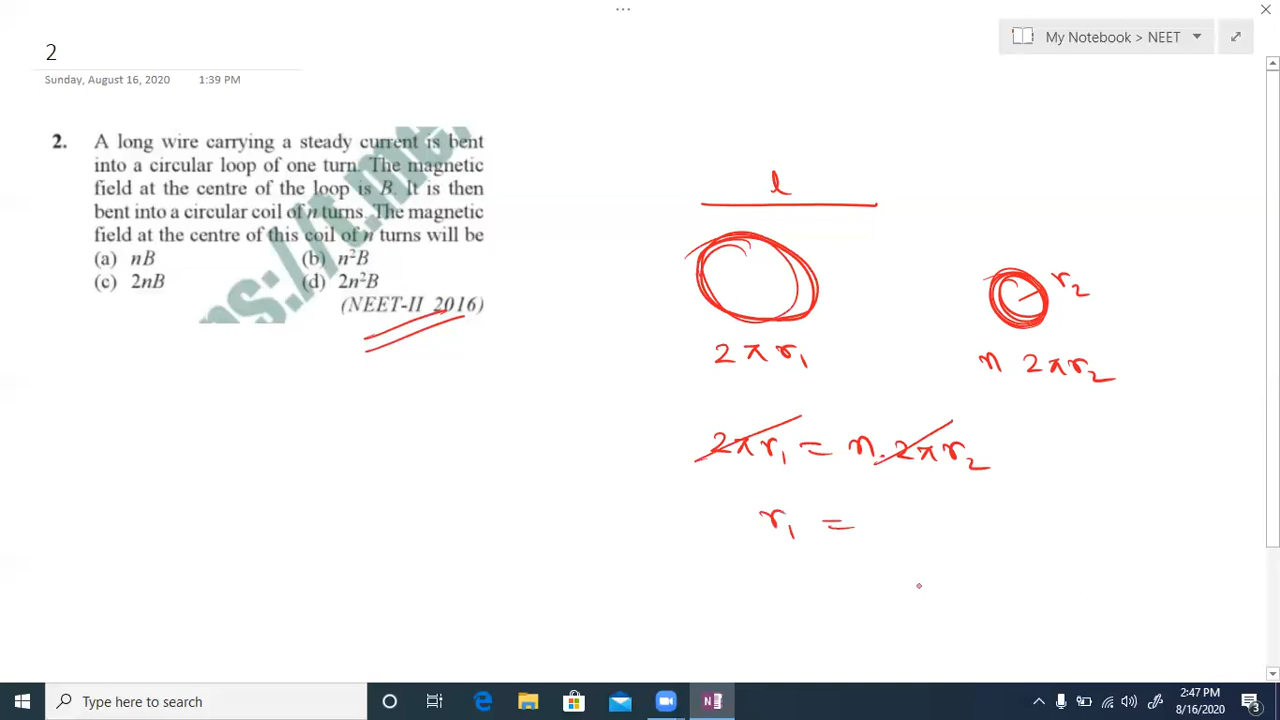 ...
My Notebook > NEET
2
Sunday, August 16, 2020 1:39 PM
2. A long wire carrying a steady current is bent
into a circular loop of one turn. The magnetic
field at the centre of the loop is B. It is then
bent into a circular coil of n turns. The magnetic
field at the centre of this coil of n turns will be
(a) nB (b) n²B
(c) 2nB (d) 2n²B
(NEET-II 2016)
l
r₂
2πr₁
n 2πr₂
2πr₁ = n.2πr₂
r₁ =
Type here to search
2:47 PM
8/16/2020
3